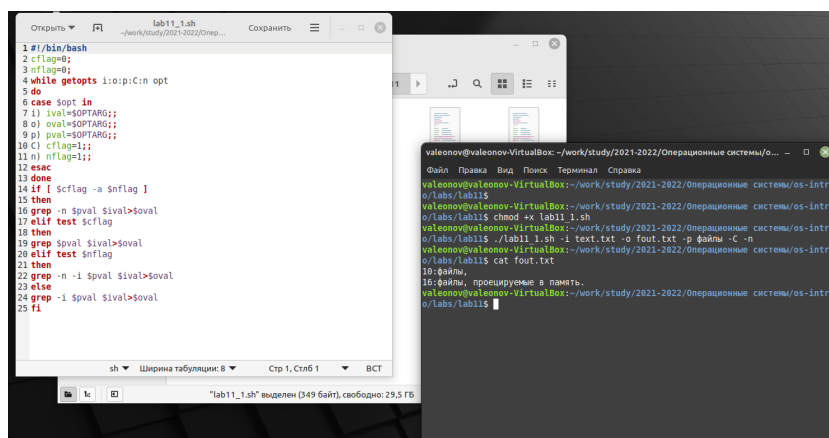 Открыть
lab11_1.sh
~/work/study/2021-2022/Опер...
Сохранить
1 #!/bin/bash
2 cflag=0;
3 nflag=0;
4 while getopts i:o:p:C:n opt
5 do
6 case $opt in
7 i) ival=$OPTARG;;
8 o) oval=$OPTARG;;
9 p) pval=$OPTARG;;
10 C) cflag=1;;
11 n) nflag=1;;
12 esac
13 done
14 if [ $cflag -a $nflag ]
15 then
16 grep -n $pval $ival>$oval
17 elif test $cflag
18 then
19 grep $pval $ival>$oval
20 elif test $nflag
21 then
22 grep -n -i $pval $ival>$oval
23 else
24 grep -i $pval $ival>$oval
25 fi
sh Ширина табуляции: 8 Стр 1, Стлб 1 ВСТ
11
"lab11_1.sh" выделен (349 байт), свободно: 29,5 ГБ
valeonov@valeonov-VirtualBox: ~/work/study/2021-2022/Операционные системы/o...
Файл Правка Вид Поиск Терминал Справка
valeonov@valeonov-VirtualBox:~/work/study/2021-2022/Операционные системы/os-intr
o/labs/lab11$
valeonov@valeonov-VirtualBox:~/work/study/2021-2022/Операционные системы/os-intr
o/labs/lab11$ chmod +x lab11_1.sh
valeonov@valeonov-VirtualBox:~/work/study/2021-2022/Операционные системы/os-intr
o/labs/lab11$ ./lab11_1.sh -i text.txt -o fout.txt -p файлы -C -n
valeonov@valeonov-VirtualBox:~/work/study/2021-2022/Операционные системы/os-intr
o/labs/lab11$ cat fout.txt
10:файлы,
16:файлы, проецируемые в память.
valeonov@valeonov-VirtualBox:~/work/study/2021-2022/Операционные системы/os-intr
o/labs/lab11$